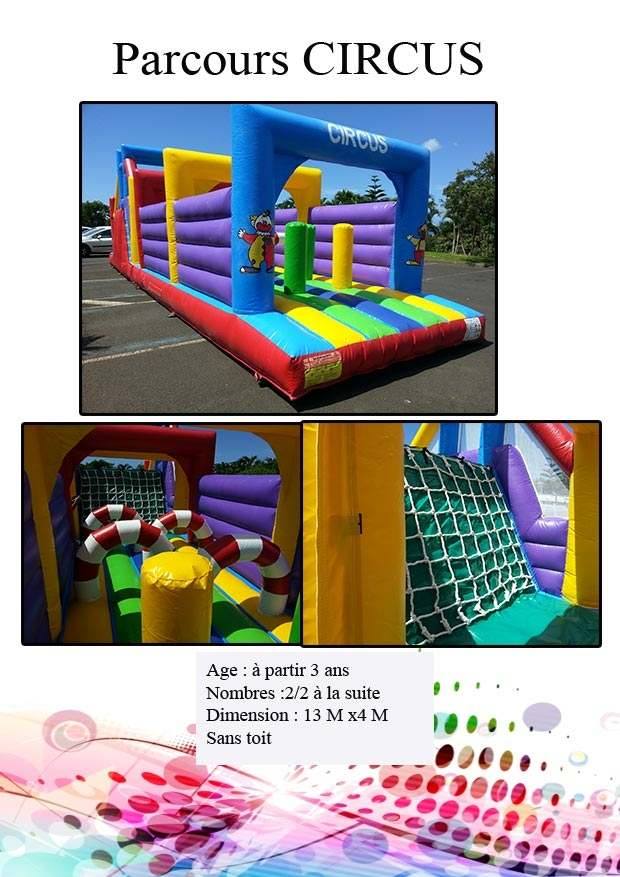 Parcours CIRCUS
CIRCUS
Age : à partir 3 ans
Nombres :2/2 à la suite
Dimension : 13 M x4 M
Sans toit